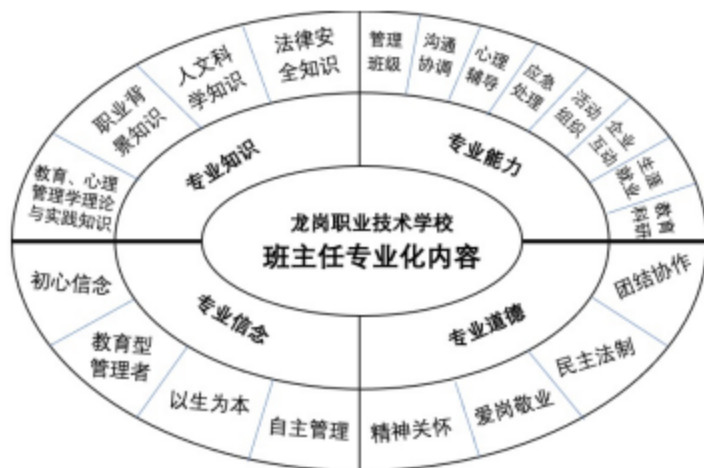 龙岗职业技术学校
班主任专业化内容
专业知识
教育、心理
管理学理论
与实践知识
职业背
景知识
人文科
学知识
法律安
全知识
专业能力
管理
班级
沟通
协调
心理
辅导
应急
处理
活动
组织
企业
互动
生涯
就业
教育
科研
专业道德
团结协作
民主法制
爱岗敬业
精神关怀
专业信念
自主管理
以生为本
教育型
管理者
初心信念